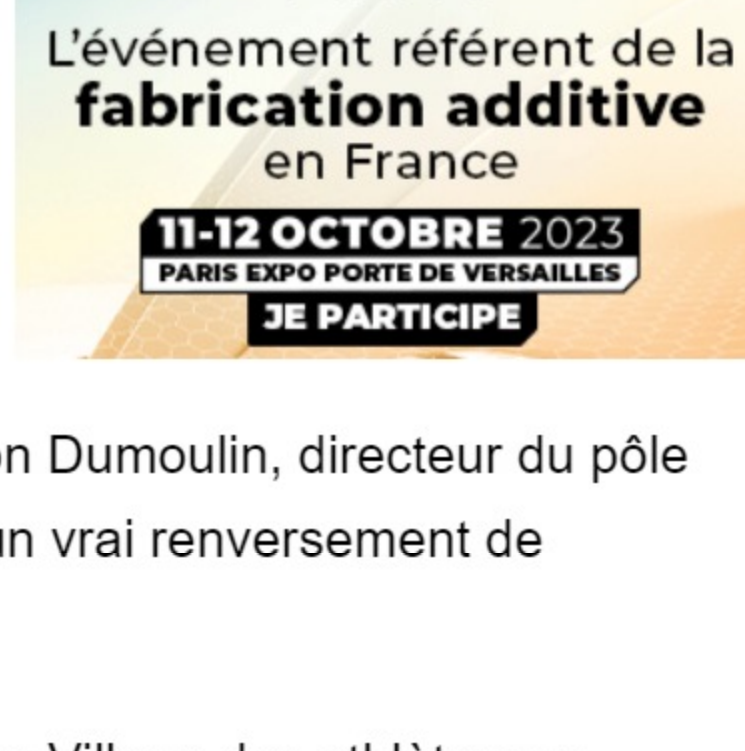 L'événement référent de la
fabrication additive
en France
11-12 OCTOBRE 2023
PARIS EXPO PORTE DE VERSAILLES
JE PARTICIPE
Dumoulin, directeur du pôle
vrai renversement de